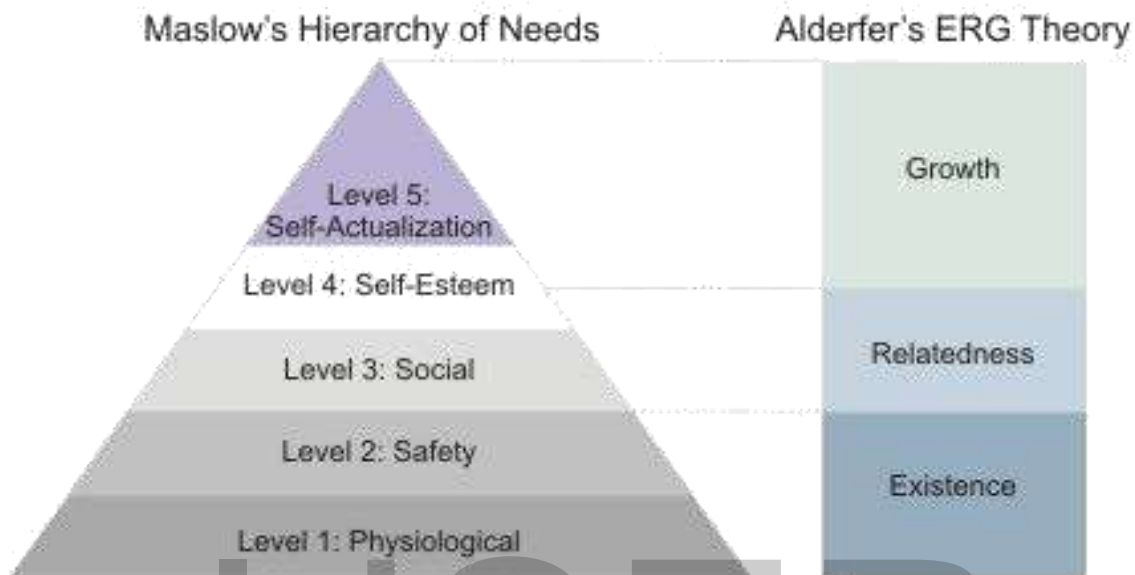 Maslow's Hierarchy of Needs
Alderfer's ERG Theory
Level 5:
Self-Actualization
Level 4: Self-Esteem
Level 3: Social
Level 2: Safety
Level 1: Physiological
Growth
Relatedness
Existence